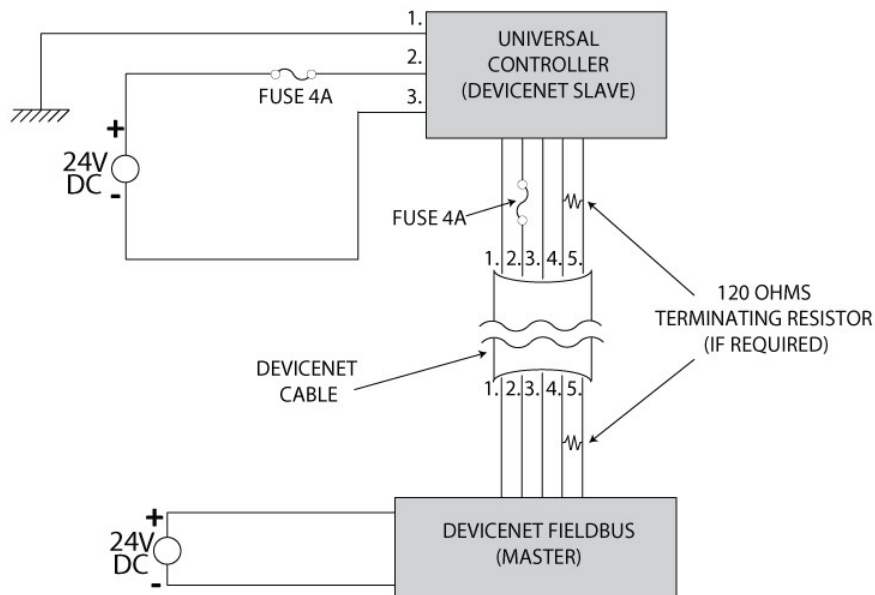 1.
2.
3.
UNIVERSAL
CONTROLLER
(DEVICENET SLAVE)
FUSE 4A
+
24V
DC
-
FUSE 4A
1. 2. 3. 4. 5.
120 OHMS
TERMINATING RESISTOR
(IF REQUIRED)
DEVICENET
CABLE
1. 2. 3. 4. 5.
+
24V
DC
-
DEVICENET FIELDBUS
(MASTER)